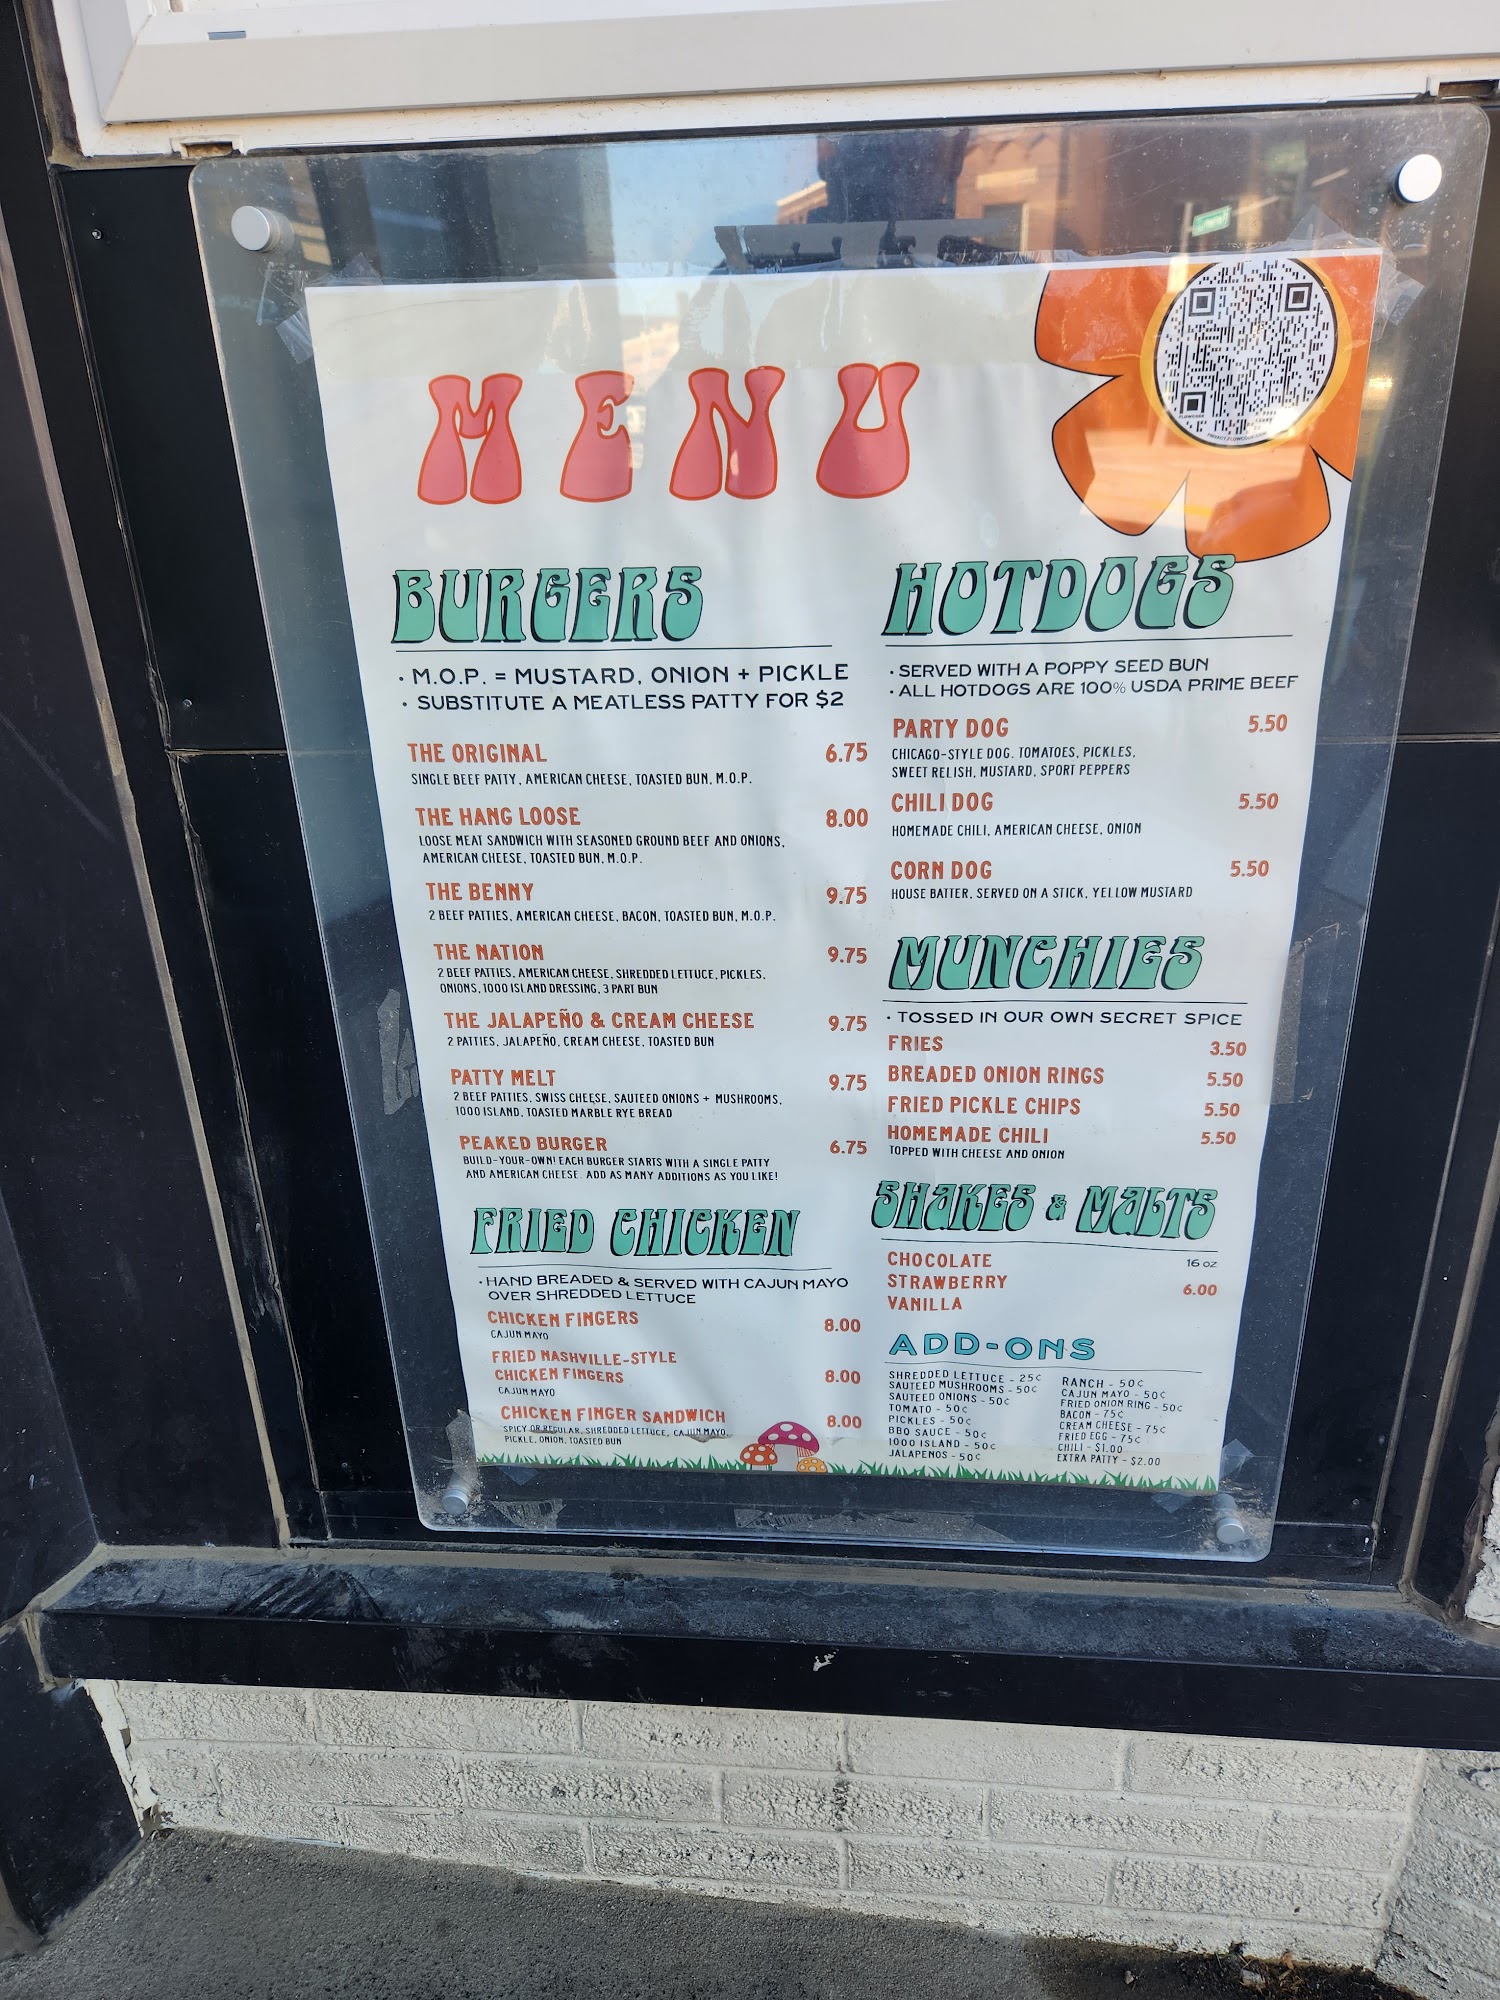 MENU
BURGERS
· M.O.P. = MUSTARD, ONION + PICKLE
· SUBSTITUTE A MEATLESS PATTY FOR $2
THE ORIGINAL 6.75
SINGLE BEEF PATTY, AMERICAN CHEESE, TOASTED BUN, M.O.P.
THE HANG LOOSE 8.00
LOOSE MEAT SANDWICH WITH SEASONED GROUND BEEF AND ONIONS,
AMERICAN CHEESE, TOASTED BUN, M.O.P.
THE BENNY 9.75
2 BEEF PATTIES, AMERICAN CHEESE, BACON, TOASTED BUN, M.O.P.
THE NATION 9.75
2 BEEF PATTIES, AMERICAN CHEESE, SHREDDED LETTUCE, PICKLES,
ONIONS, 1000 ISLAND DRESSING, 3 PART BUN
THE JALAPEÑO & CREAM CHEESE 9.75
2 PATTIES, JALAPEÑO, CREAM CHEESE, TOASTED BUN
PATTY MELT 9.75
2 BEEF PATTIES, SWISS CHEESE, SAUTEED ONIONS + MUSHROOMS,
1000 ISLAND, TOASTED MARBLE RYE BREAD
PEAKED BURGER 6.75
BUILD-YOUR-OWN! EACH BURGER STARTS WITH A SINGLE PATTY
AND AMERICAN CHEESE. ADD AS MANY ADDITIONS AS YOU LIKE!
FRIED CHICKEN
· HAND BREADED & SERVED WITH CAJUN MAYO
OVER SHREDDED LETTUCE
CHICKEN FINGERS 8.00
CAJUN MAYO
FRIED NASHVILLE-STYLE
CHICKEN FINGERS 8.00
CAJUN MAYO
CHICKEN FINGER SANDWICH 8.00
SPICY OR REGULAR, SHREDDED LETTUCE, CAJUN MAYO,
PICKLE, ONION, TOASTED BUN
HOTDOGS
· SERVED WITH A POPPY SEED BUN
· ALL HOTDOGS ARE 100% USDA PRIME BEEF
PARTY DOG 5.50
CHICAGO-STYLE DOG. TOMATOES, PICKLES,
SWEET RELISH, MUSTARD, SPORT PEPPERS
CHILI DOG 5.50
HOMEMADE CHILI, AMERICAN CHEESE, ONION
CORN DOG 5.50
HOUSE BATTER, SERVED ON A STICK, YELLOW MUSTARD
MUNCHIES
· TOSSED IN OUR OWN SECRET SPICE
FRIES 3.50
BREADED ONION RINGS 5.50
FRIED PICKLE CHIPS 5.50
HOMEMADE CHILI 5.50
TOPPED WITH CHEESE AND ONION
SHAKES & MALTS
CHOCOLATE 16 OZ
STRAWBERRY 6.00
VANILLA
ADD-ONS
SHREDDED LETTUCE - 25¢
SAUTEED MUSHROOMS - 50¢
SAUTEED ONIONS - 50¢
TOMATO - 50¢
PICKLES - 50¢
BBQ SAUCE - 50¢
1000 ISLAND - 50¢
JALAPENOS - 50¢
RANCH - 50¢
CAJUN MAYO - 50¢
FRIED ONION RING - 50¢
BACON - 75¢
CREAM CHEESE - 75¢
FRIED EGG - 75¢
CHILI - $1.00
EXTRA PATTY - $2.00